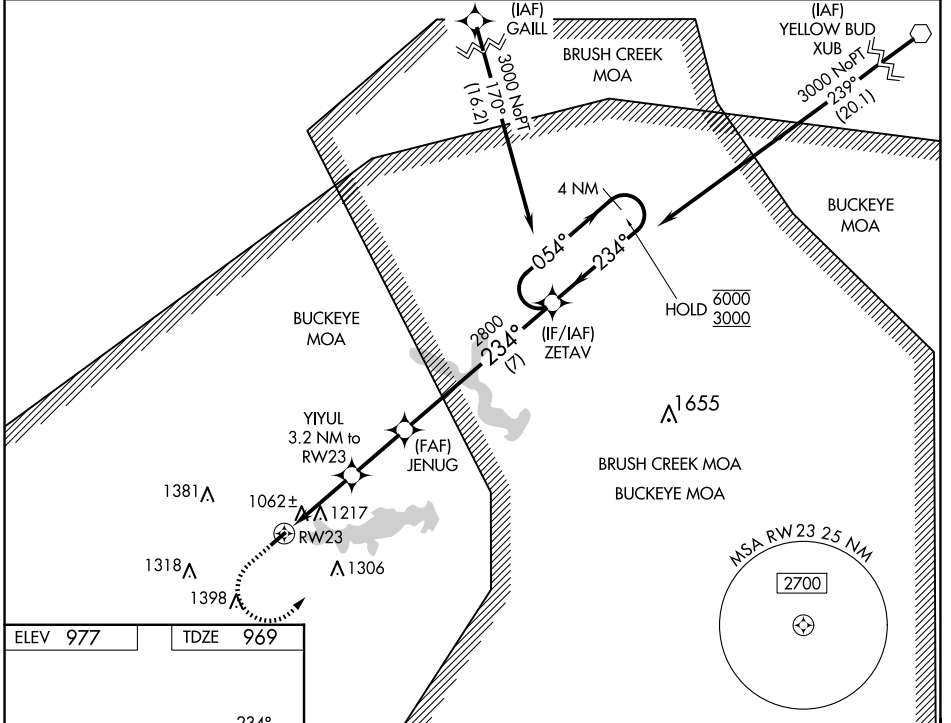 (IAF)
GAILL
(IAF)
YELLOW BUD
XUB
BRUSH CREEK
MOA
3000 NoPT
170°
(16.2)
3000 NoPT
239°
(20.1)
4 NM
BUCKEYE
MOA
054°
234°
HOLD 6000
3000
BUCKEYE
MOA
2800
234°
(7)
(IF/IAF)
ZETAV
1655
YIYUL
3.2 NM to
RW23
(FAF)
JENUG
BRUSH CREEK MOA
BUCKEYE MOA
1381
1062±
1217
RW23
MSA RW23 25 NM
2700
1318
1306
1398
ELEV 977
TDZE 969
234°